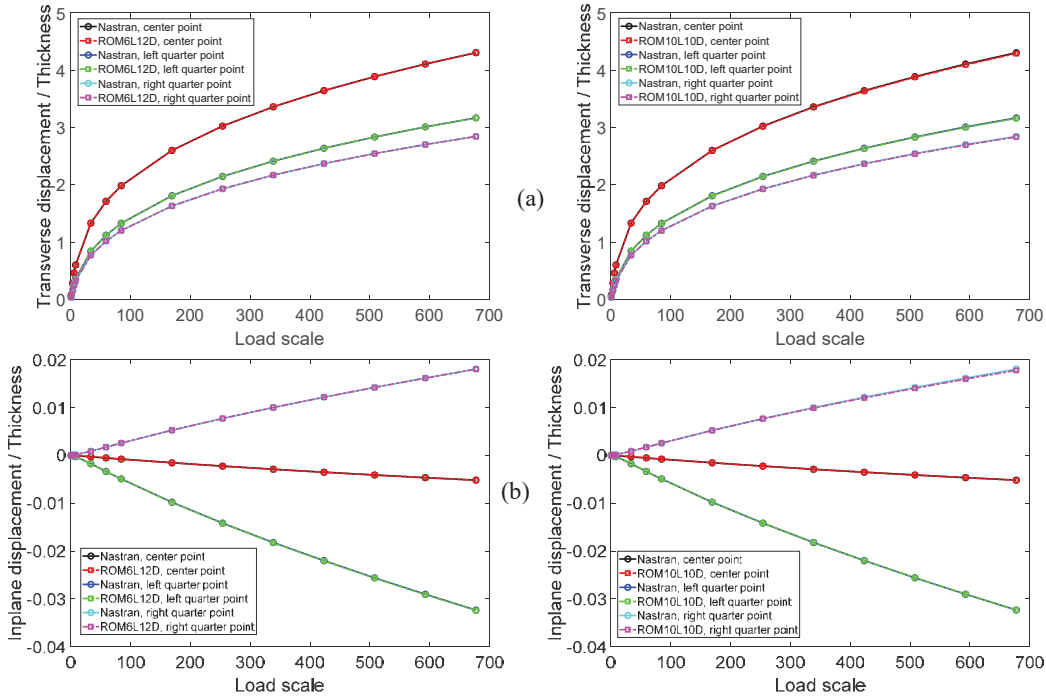 Transverse displacement / Thickness
5
4
3
2
1
0
Nastran, center point
ROM6L12D, center point
Nastran, left quarter point
ROM6L12D, left quarter point
Nastran, right quarter point
ROM6L12D, right quarter point
0 100 200 300 400 500 600 700
Load scale
(a)
Transverse displacement / Thickness
5
4
3
2
1
0
Nastran, center point
ROM10L10D, center point
Nastran, left quarter point
ROM10L10D, left quarter point
Nastran, right quarter point
ROM10L10D, right quarter point
0 100 200 300 400 500 600 700
Load scale
Inplane displacement / Thickness
0.02
0.01
0
-0.01
-0.02
-0.03
-0.04
Nastran, center point
ROM6L12D, center point
Nastran, left quarter point
ROM6L12D, left quarter point
Nastran, right quarter point
ROM6L12D, right quarter point
0 100 200 300 400 500 600 700
Load scale
(b)
Inplane displacement / Thickness
0.02
0.01
0
-0.01
-0.02
-0.03
-0.04
Nastran, center point
ROM10L10D, center point
Nastran, left quarter point
ROM10L10D, left quarter point
Nastran, right quarter point
ROM10L10D, right quarter point
0 100 200 300 400 500 600 700
Load scale